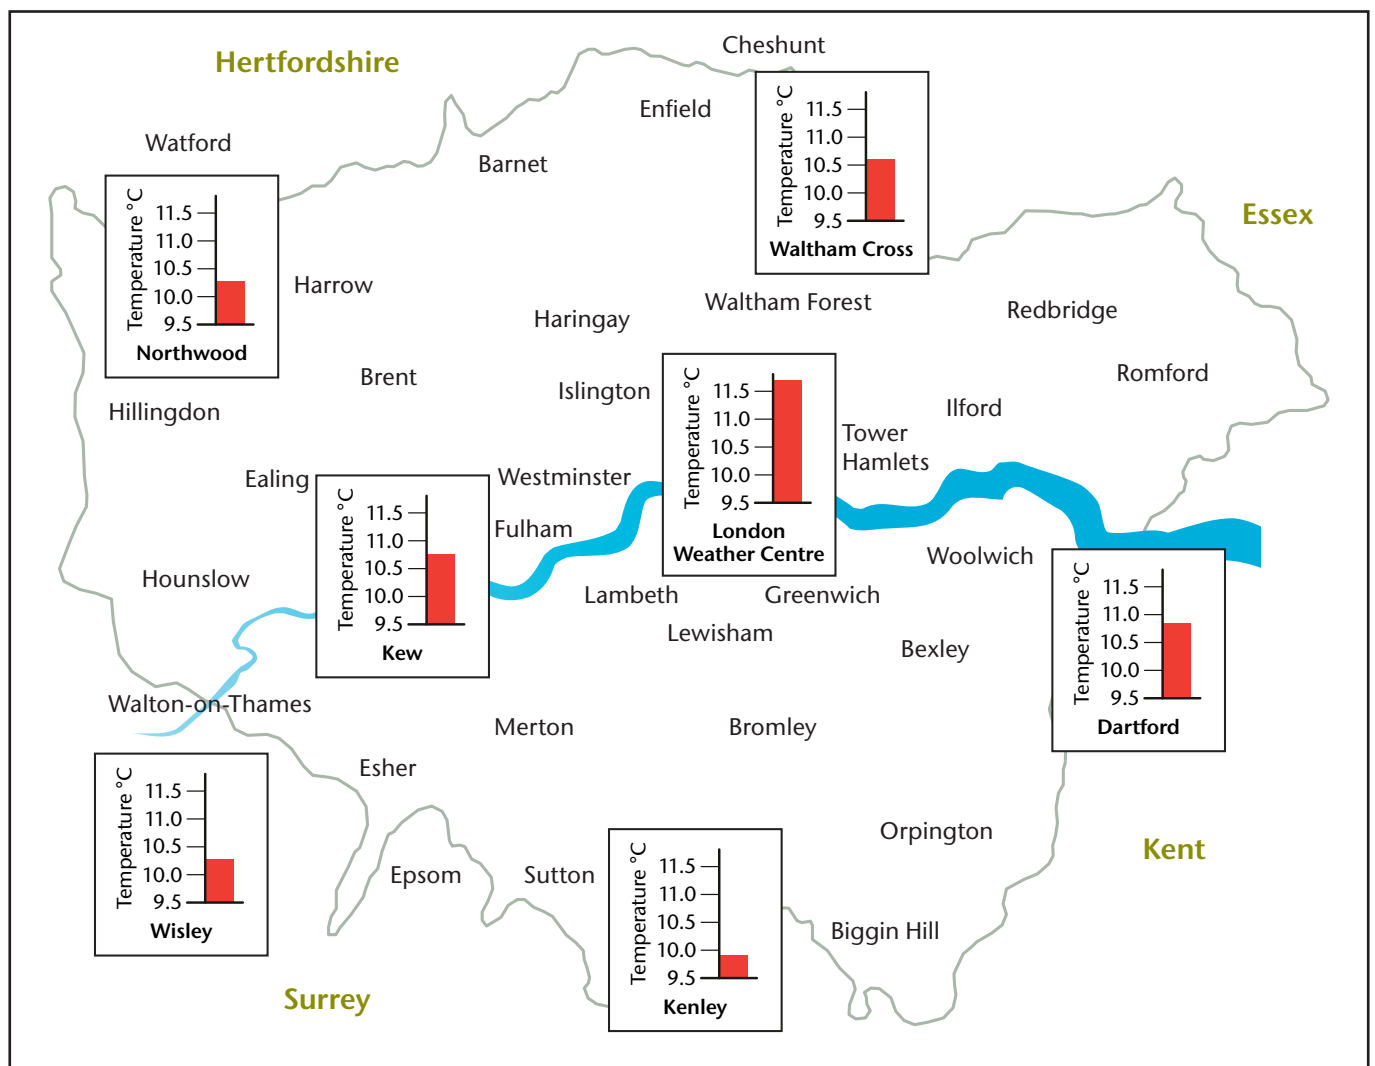 Cheshunt
Hertfordshire
Enfield
Watford
Barnet
Temperature °C
11.5
11.0
10.5
10.0
9.5
Waltham Cross
Essex
Temperature °C
11.5
11.0
10.5
10.0
9.5
Northwood
Harrow
Haringay
Waltham Forest
Redbridge
Romford
Brent
Islington
Hillingdon
Ilford
Temperature °C
11.5
11.0
10.5
10.0
9.5
London
Weather Centre
Tower
Hamlets
Ealing
Westminster
Fulham
Temperature °C
11.5
11.0
10.5
10.0
9.5
Kew
Hounslow
Woolwich
Lambeth
Greenwich
Lewisham
Bexley
Temperature °C
11.5
11.0
10.5
10.0
9.5
Dartford
Walton-on-Thames
Merton
Bromley
Esher
Temperature °C
11.5
11.0
10.5
10.0
9.5
Wisley
Epsom
Sutton
Orpington
Kent
Temperature °C
11.5
11.0
10.5
10.0
9.5
Kenley
Biggin Hill
Surrey